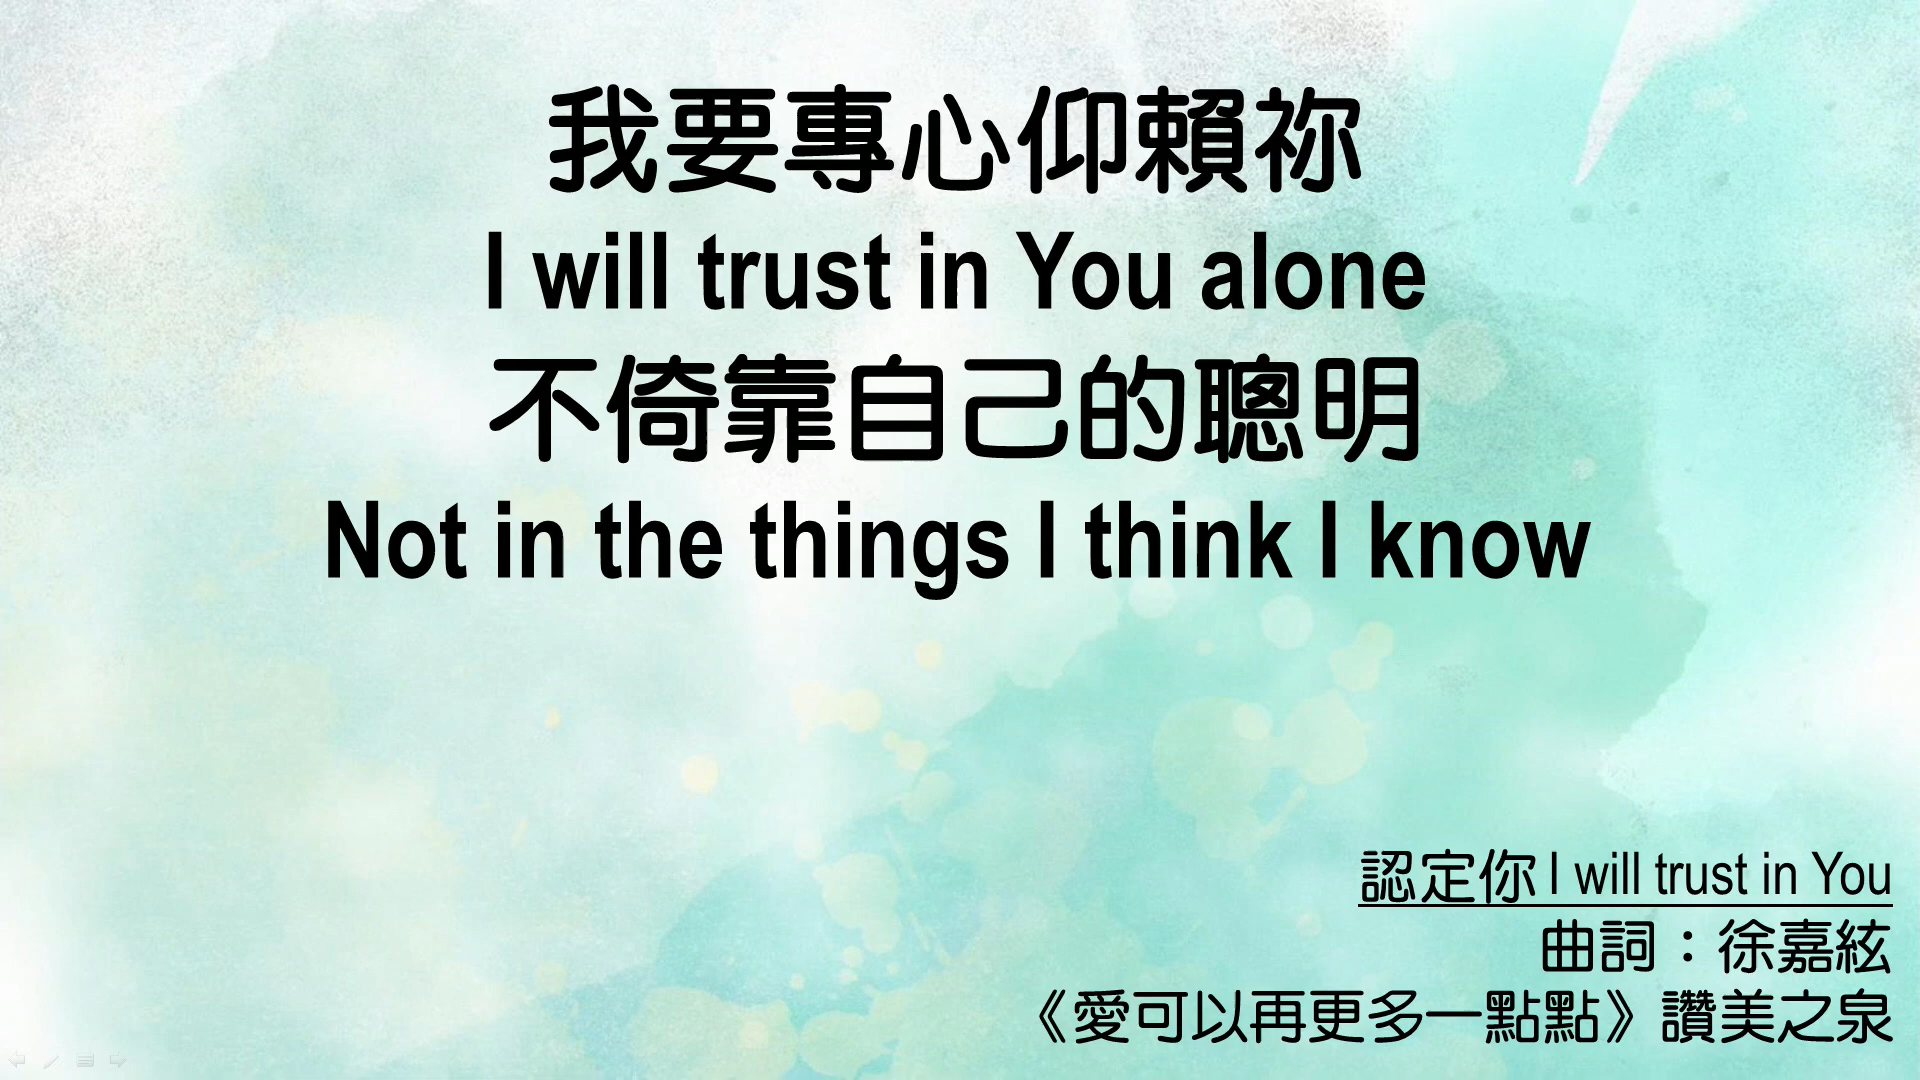 我要專心仰賴祢
I will trust in You alone
不倚靠自己的聰明
Not in the things I think I know
認定你 I will trust in You
曲詞：徐嘉絃
《愛可以再更多一點點》讚美之泉